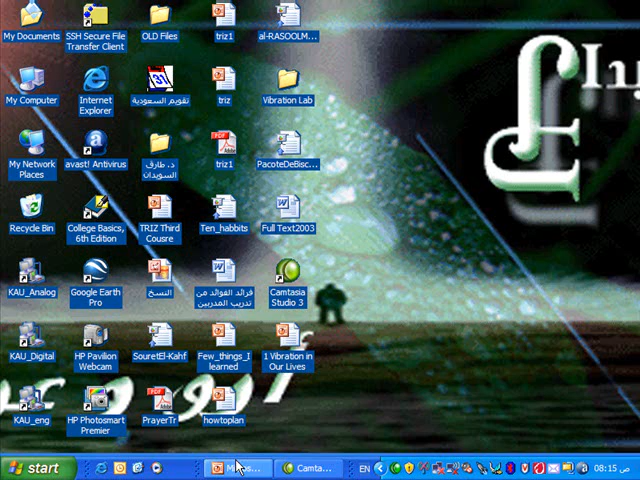 My Documents
SSH Secure File
Transfer Client
OLD Files
triz1
al-RASOOLM...
My Computer
Internet
Explorer
تقويم السعودية
triz
Vibration Lab
My Network
Places
avast! Antivirus
د. طارق
السويدان
triz1
PacoteDeBisc...
Recycle Bin
College Basics,
6th Edition
TRIZ Third
Cousre
Ten_habbits
Full Text2003
KAU_Analog
Google Earth
Pro
النسخ
فرائد الفوائد من
تدريب المدربين
Camtasia
Studio 3
KAU_Digital
HP Pavilion
Webcam
SouretEl-Kahf
Few_things_I
learned
1 Vibration in
Our Lives
KAU_eng
HP Photosmart
Premier
PrayerTr
howtoplan
start
Camta...
EN
08:15 ص